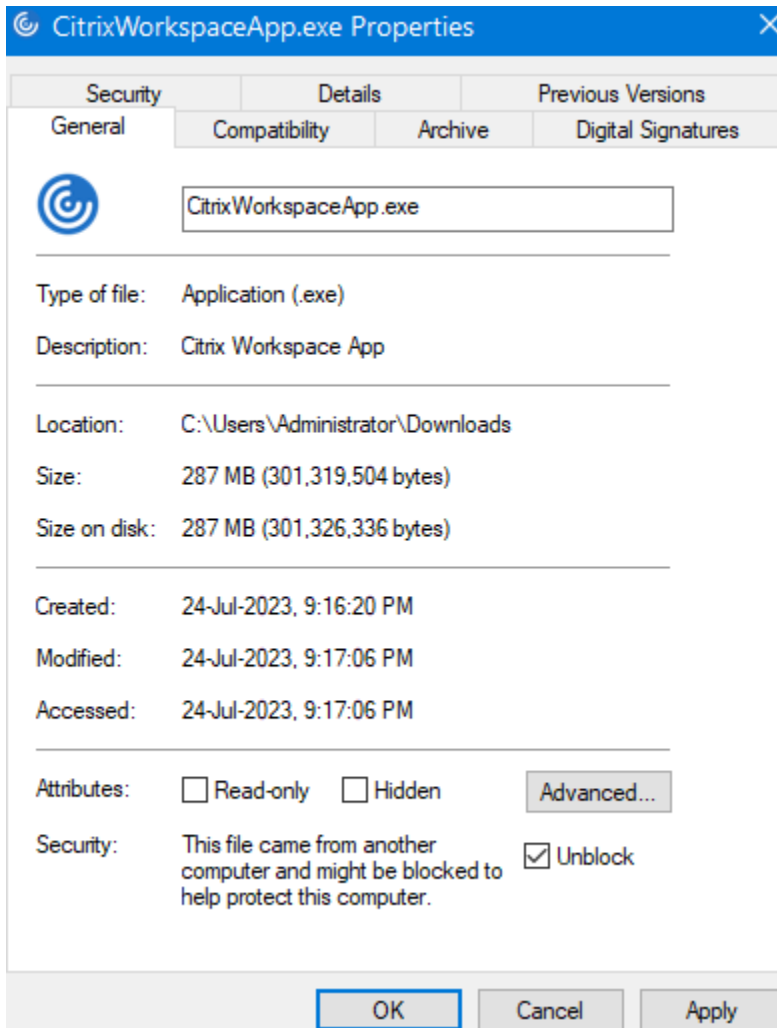 CitrixWorkspaceApp.exe Properties
Security Details Previous Versions
General Compatibility Archive Digital Signatures
CitrixWorkspaceApp.exe
Type of file: Application (.exe)
Description: Citrix Workspace App
Location: C:\Users\Administrator\Downloads
Size: 287 MB (301,319,504 bytes)
Size on disk: 287 MB (301,326,336 bytes)
Created: 24-Jul-2023, 9:16:20 PM
Modified: 24-Jul-2023, 9:17:06 PM
Accessed: 24-Jul-2023, 9:17:06 PM
Attributes: Read-only Hidden Advanced...
Security: This file came from another
computer and might be blocked to Unblock
help protect this computer.
OK Cancel Apply